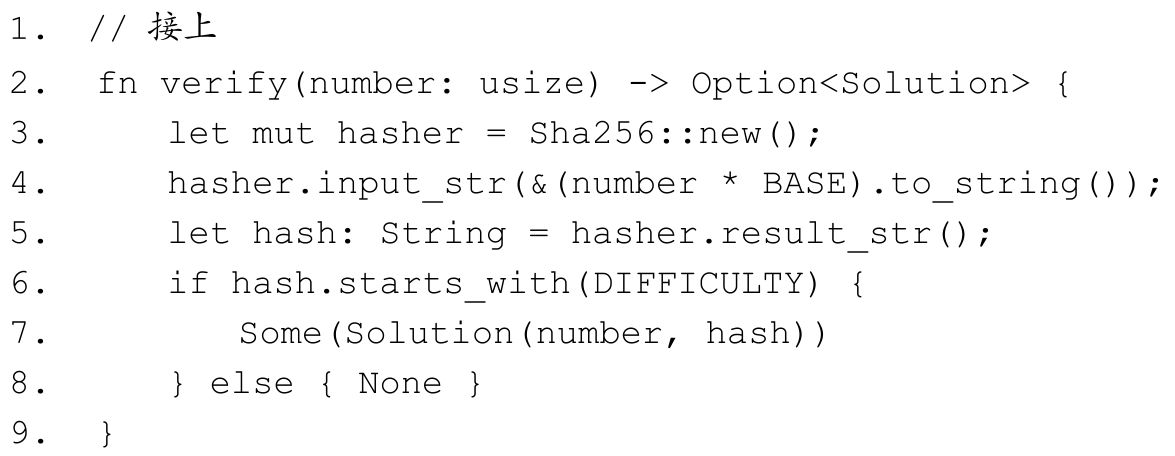 1. // 接上
2. fn verify(number: usize) -> Option<Solution> {
3. let mut hasher = Sha256::new();
4. hasher.input_str(&(number * BASE).to_string());
5. let hash: String = hasher.result_str();
6. if hash.starts_with(DIFFICULTY) {
7. Some(Solution(number, hash))
8. } else { None }
9. }